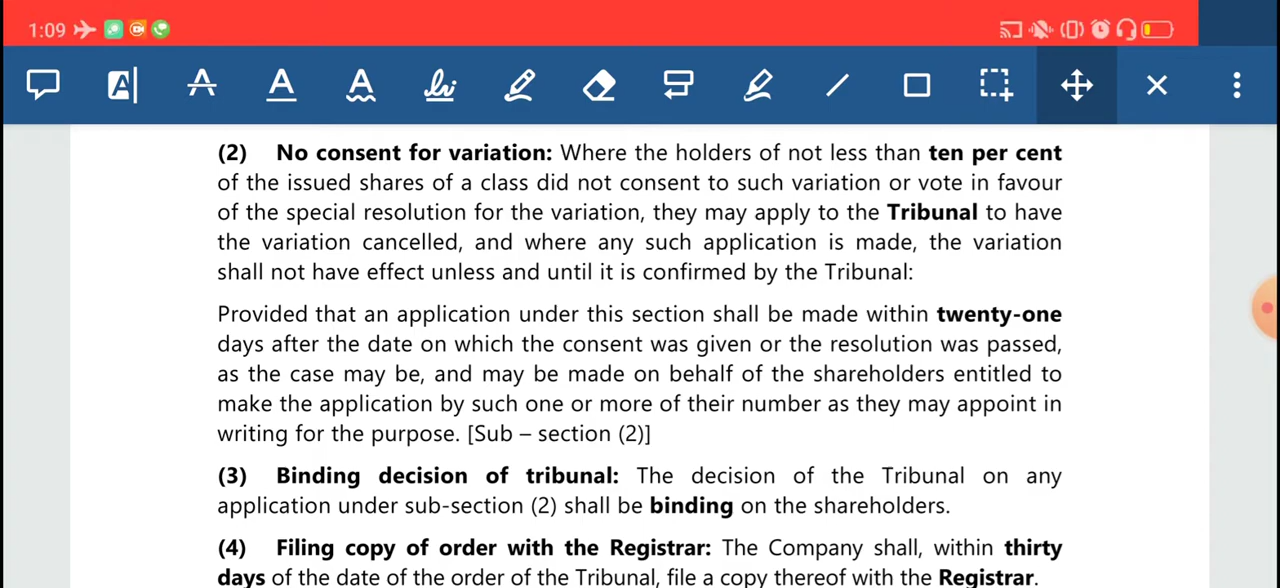 1:09
(2) No consent for variation: Where the holders of not less than ten per cent
of the issued shares of a class did not consent to such variation or vote in favour
of the special resolution for the variation, they may apply to the Tribunal to have
the variation cancelled, and where any such application is made, the variation
shall not have effect unless and until it is confirmed by the Tribunal:
Provided that an application under this section shall be made within twenty-one
days after the date on which the consent was given or the resolution was passed,
as the case may be, and may be made on behalf of the shareholders entitled to
make the application by such one or more of their number as they may appoint in
writing for the purpose. [Sub – section (2)]
(3) Binding decision of tribunal: The decision of the Tribunal on any
application under sub-section (2) shall be binding on the shareholders.
(4) Filing copy of order with the Registrar: The Company shall, within thirty
days of the date of the order of the Tribunal, file a copy thereof with the Registrar.